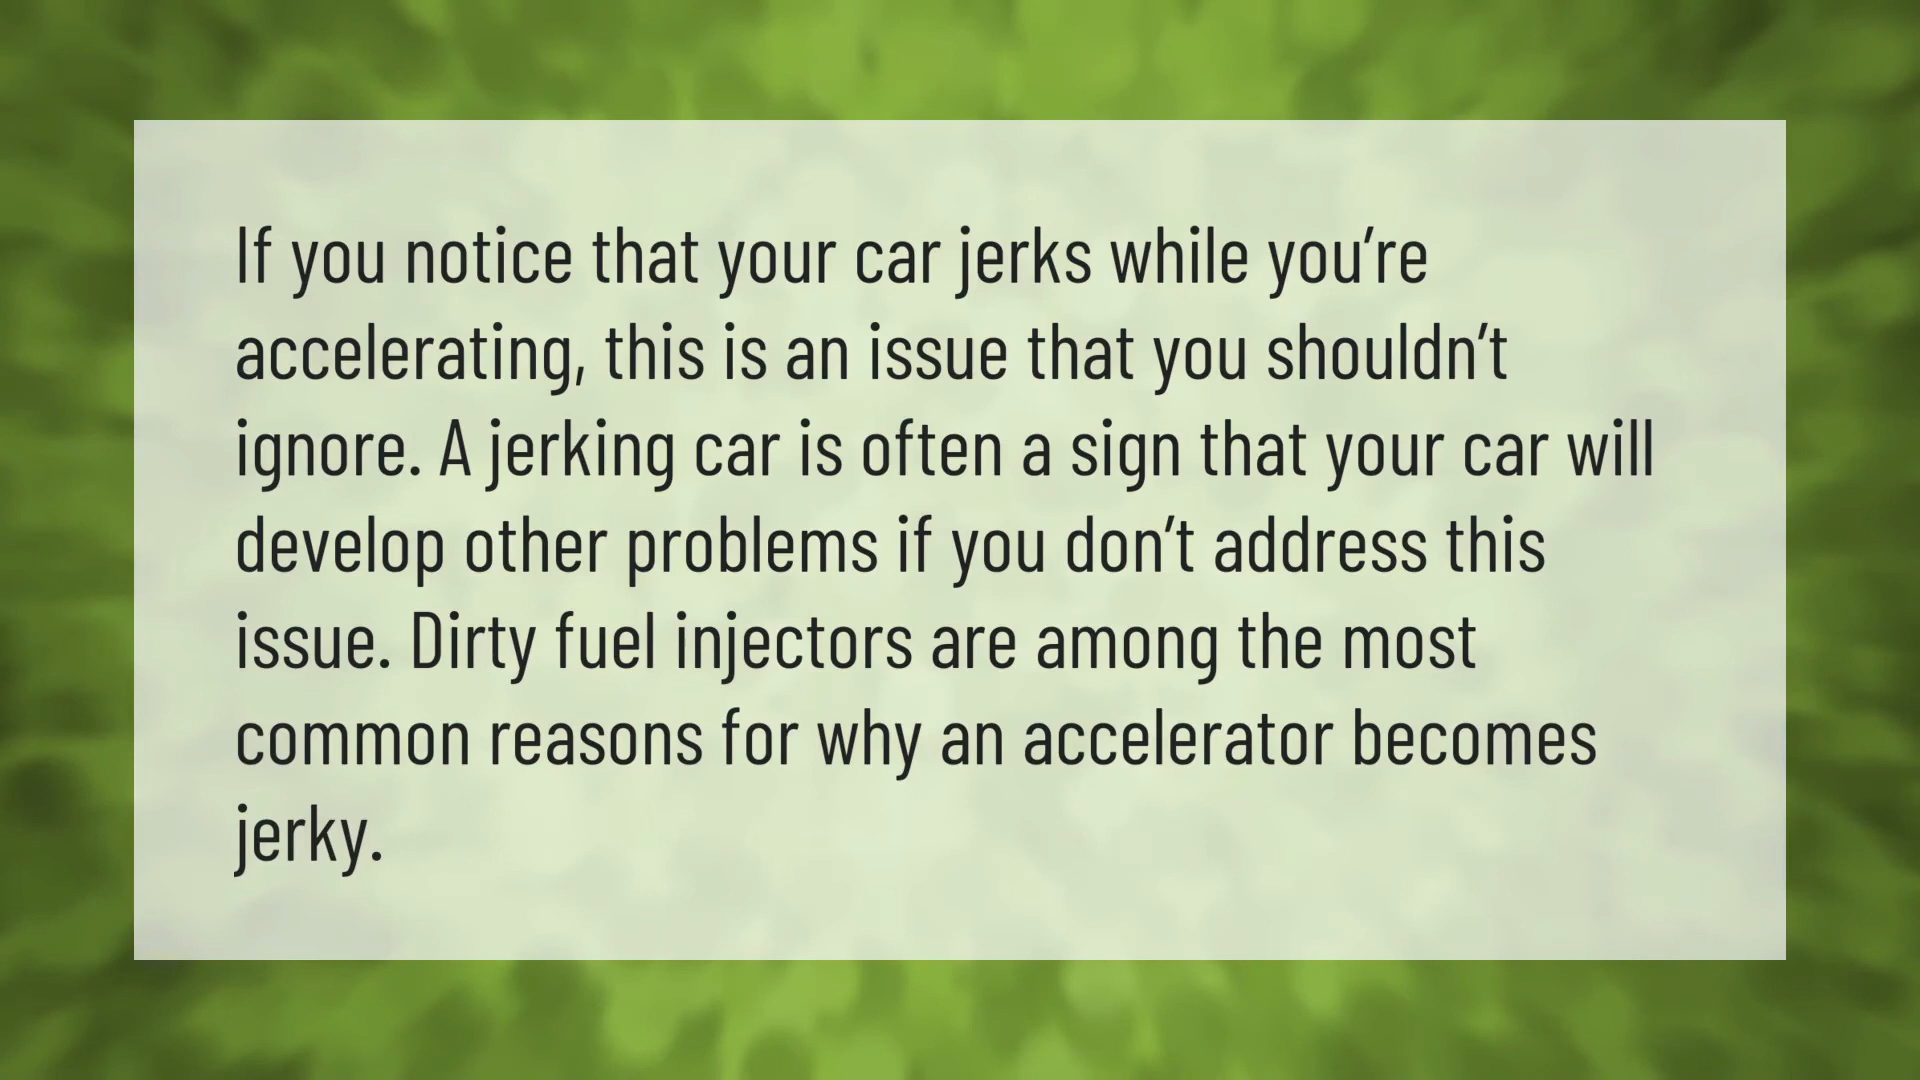 If you notice that your car jerks while you’re
accelerating, this is an issue that you shouldn’t
ignore. A jerking car is often a sign that your car will
develop other problems if you don’t address this
issue. Dirty fuel injectors are among the most
common reasons for why an accelerator becomes
jerky.